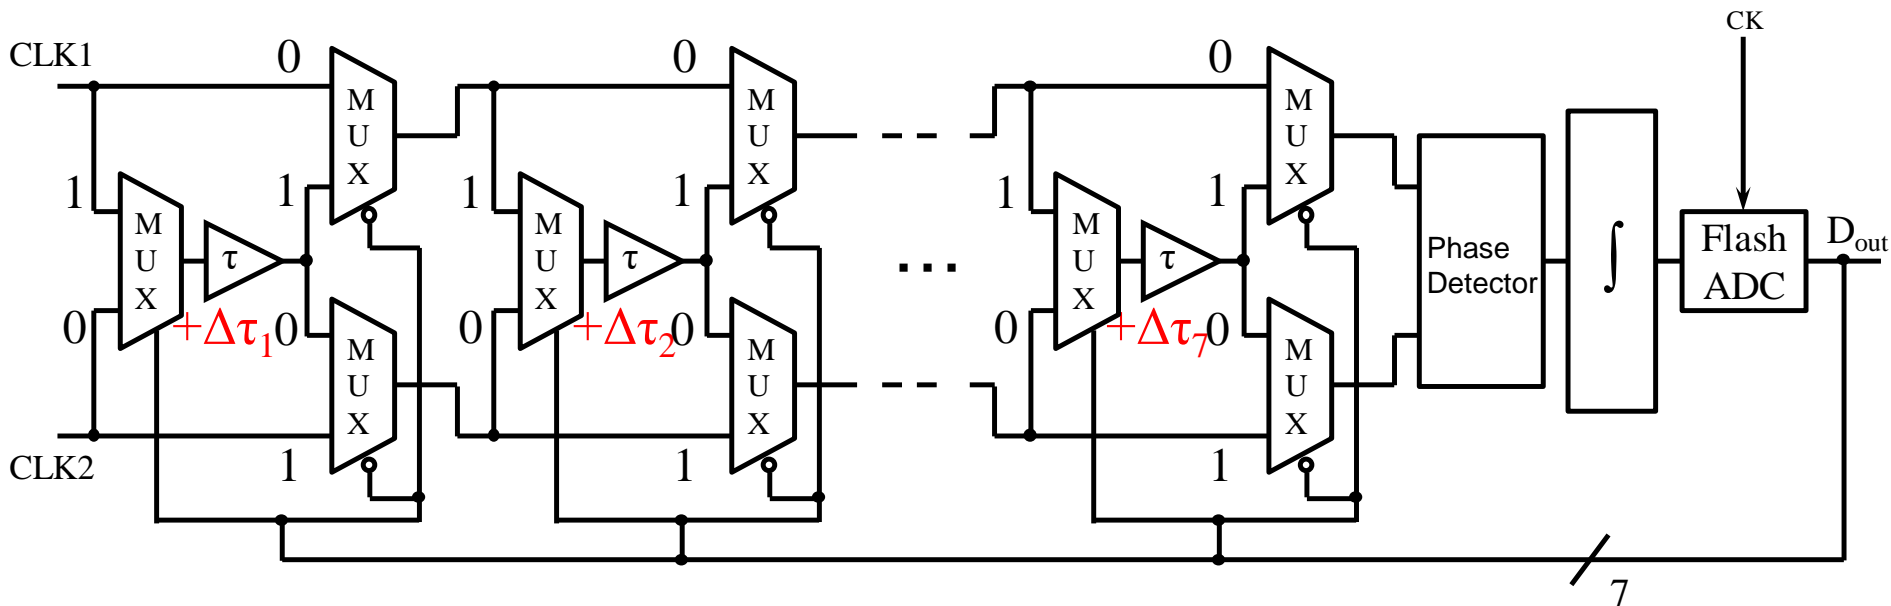 CK
CLK1
0
0
0
M
U
X
M
U
X
M
U
X
1
1
1
1
1
1
M
U
X
τ
M
U
X
τ
...
M
U
X
τ
Phase
Detector
∫
Flash
ADC
Dout
0
+Δτ1
0
0
+Δτ2
0
0
+Δτ7
0
M
U
X
M
U
X
M
U
X
CLK2
1
1
1
7